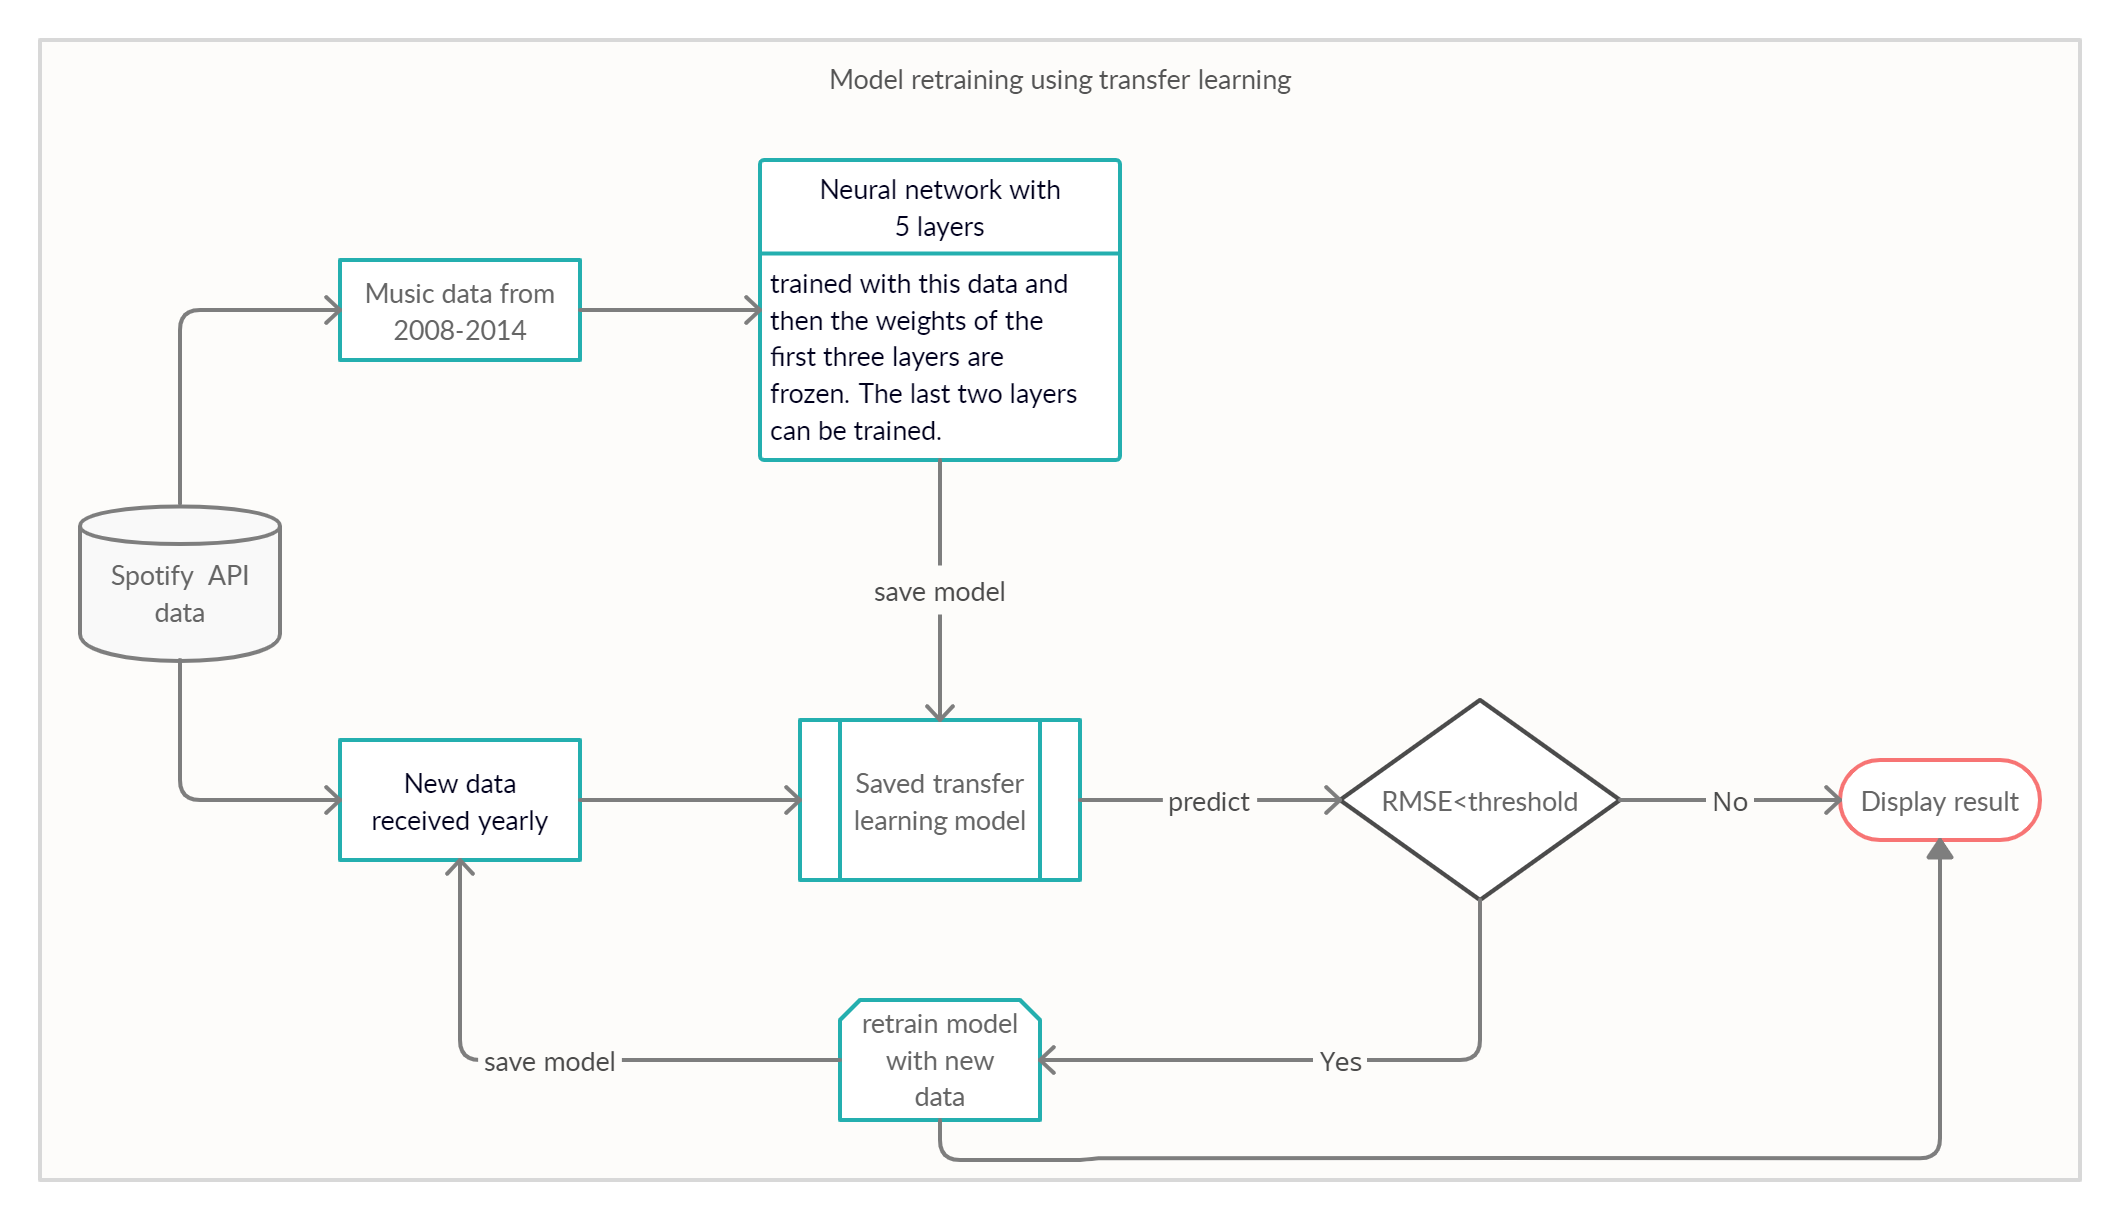 Model retraining using transfer learning
Neural network with
5 layers
trained with this data and
then the weights of the
first three layers are
frozen. The last two layers
can be trained.
Music data from
2008-2014
Spotify  API
data
save model
New data
received yearly
Saved transfer
learning model
predict
RMSE<threshold
No
Display result
retrain model
with new
data
save model
Yes